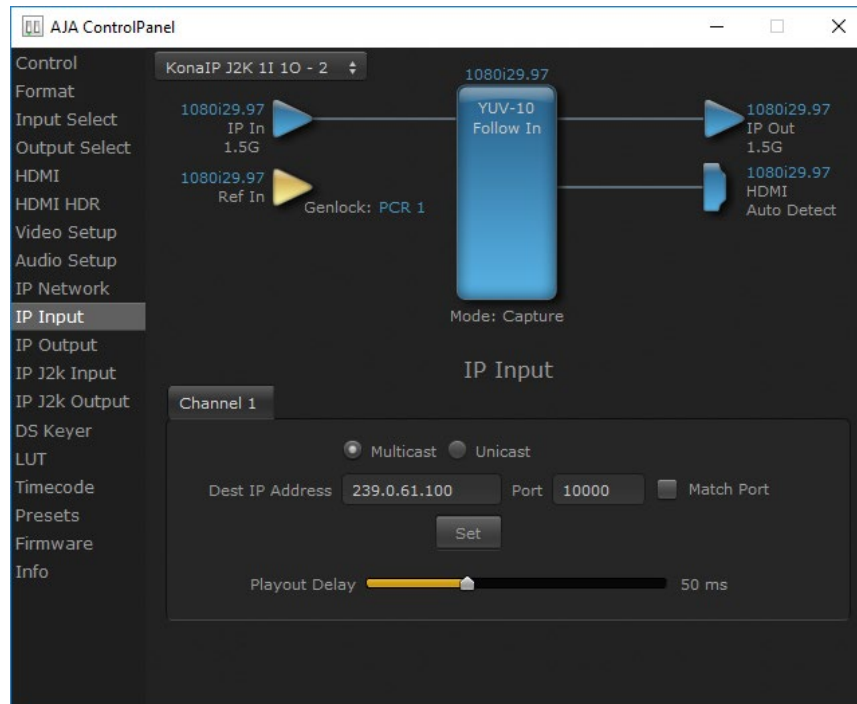 AJA ControlPanel
Control
Format
Input Select
Output Select
HDMI
HDMI HDR
Video Setup
Audio Setup
IP Network
IP Input
IP Output
IP J2k Input
IP J2k Output
DS Keyer
LUT
Timecode
Presets
Firmware
Info
KonaIP J2K 1I 1O - 2
1080i29.97
IP In
1.5G
1080i29.97
Ref In
Genlock: PCR 1
1080i29.97
YUV-10
Follow In
Mode: Capture
1080i29.97
IP Out
1.5G
1080i29.97
HDMI
Auto Detect
IP Input
Channel 1
Multicast Unicast
Dest IP Address 239.0.61.100 Port 10000 Match Port
Set
Playout Delay 50 ms